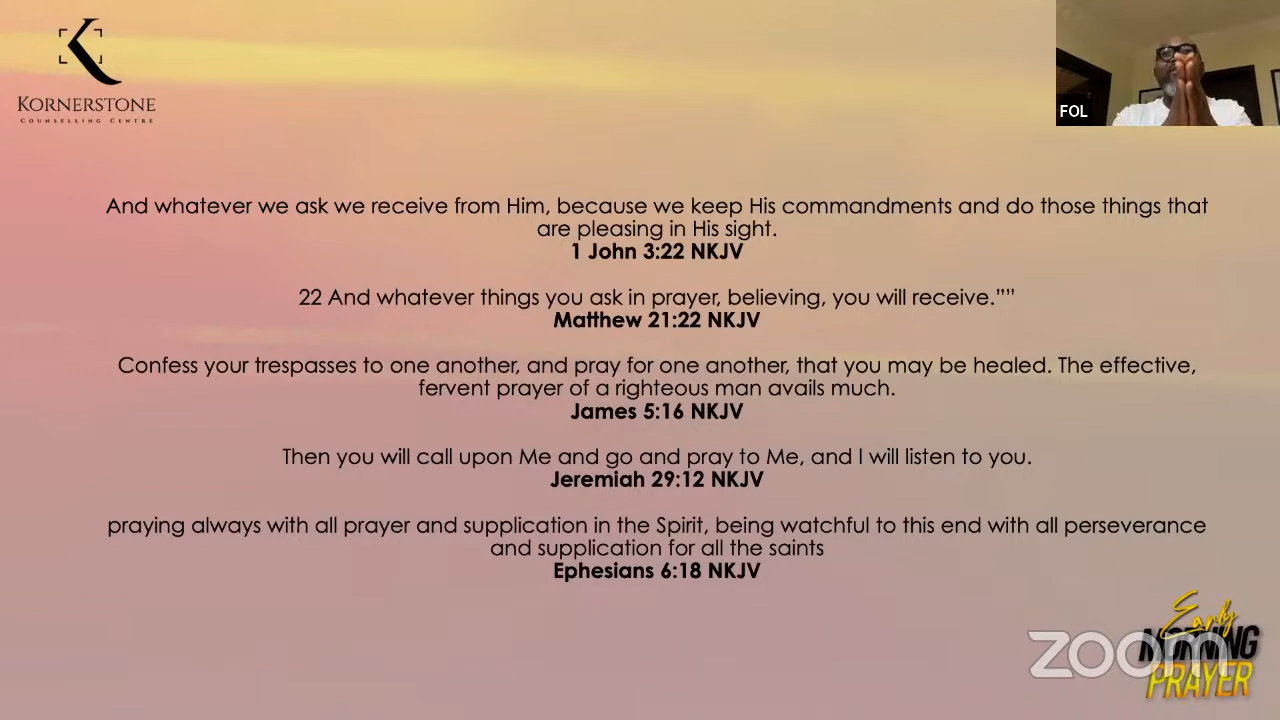 KORNERSTONE
COUNSELLING CENTRE
FOL
And whatever we ask we receive from Him, because we keep His commandments and do those things that
are pleasing in His sight.
1 John 3:22 NKJV
22 And whatever things you ask in prayer, believing, you will receive.””
Matthew 21:22 NKJV
Confess your trespasses to one another, and pray for one another, that you may be healed. The effective,
fervent prayer of a righteous man avails much.
James 5:16 NKJV
Then you will call upon Me and go and pray to Me, and I will listen to you.
Jeremiah 29:12 NKJV
praying always with all prayer and supplication in the Spirit, being watchful to this end with all perseverance
and supplication for all the saints
Ephesians 6:18 NKJV
Early
MORNING
PRAYER
zoom